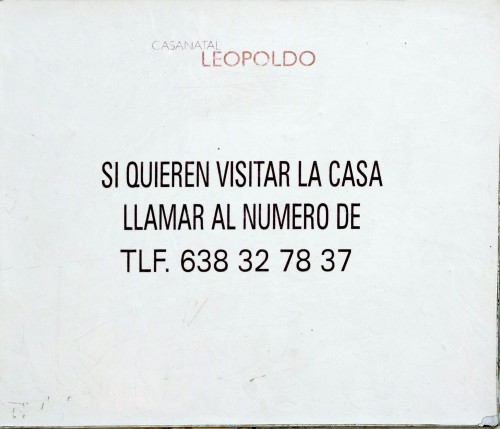 CASANATAL
LEOPOLDO
SI QUIEREN VISITAR LA CASA
LLAMAR AL NUMERO DE
TLF. 638 32 78 37